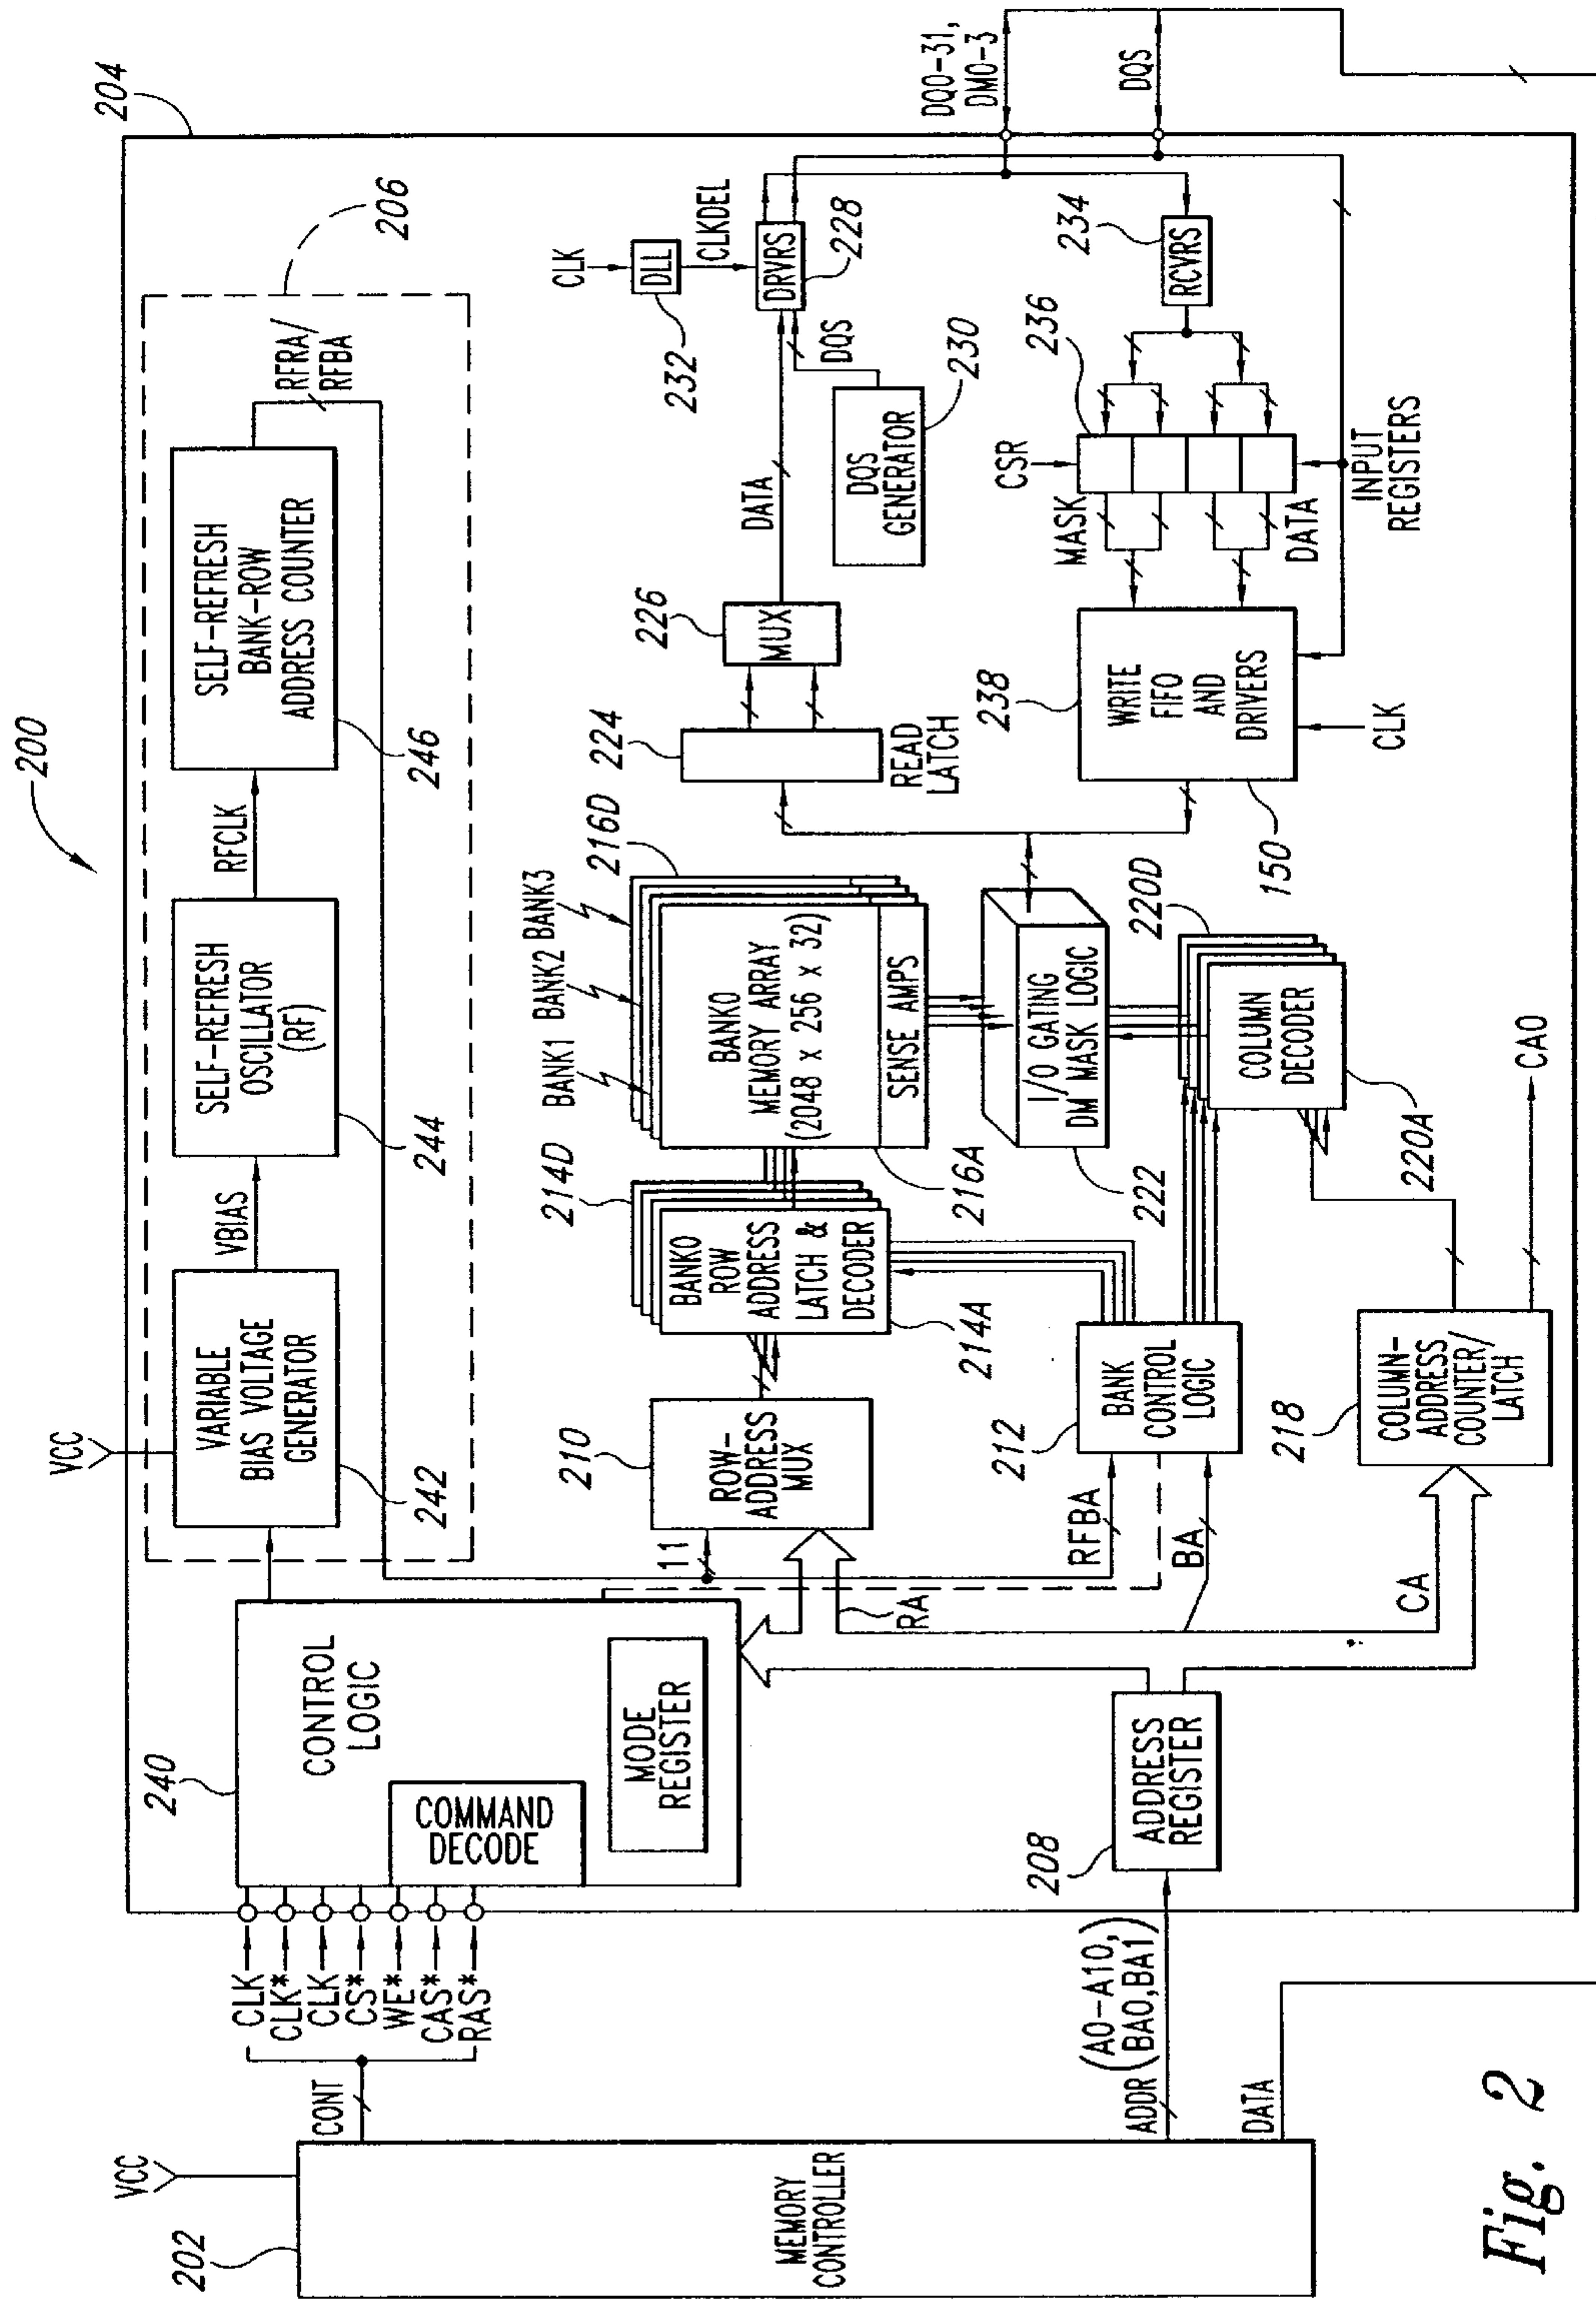 200
VCC
204
206
VARIABLE
BIAS VOLTAGE
GENERATOR
242
VBIAS
SELF-REFRESH
OSCILLATOR
(RF)
244
RFCLK
SELF-REFRESH
BANK-ROW
ADDRESS COUNTER
246
RFRA/
RFBA
VCC
202
MEMORY
CONTROLLER
CONT
CLK
CLK*
CLK
CS*
WE*
CAS*
RAS*
240
CONTROL
LOGIC
COMMAND
DECODE
MODE
REGISTER
ADDR
(A0-A10,
BA0,BA1)
DATA
208
ADDRESS
REGISTER
11
RA
RFBA
BA
CA
210
ROW-
ADDRESS
MUX
212
BANK
CONTROL
LOGIC
218
COLUMN-
ADDRESS
COUNTER/
LATCH
CA0
214D
BANK0
ROW
ADDRESS
LATCH &
DECODER
214A
BANK1
BANK2
BANK3
216D
BANK0
MEMORY ARRAY
(2048 x 256 x 32)
SENSE AMPS
216A
I/O GATING
DM MASK LOGIC
222
220D
COLUMN
DECODER
220A
224
READ
LATCH
226
MUX
DATA
CLK
DLL
232
CLKDEL
DRVRS
228
DQS
DQS
GENERATOR
230
DQ0-31,
DM0-3
DQS
234
RCVRS
236
CSR
INPUT
REGISTERS
MASK
DATA
238
WRITE
FIFO
AND
DRIVERS
150
CLK
Fig. 2